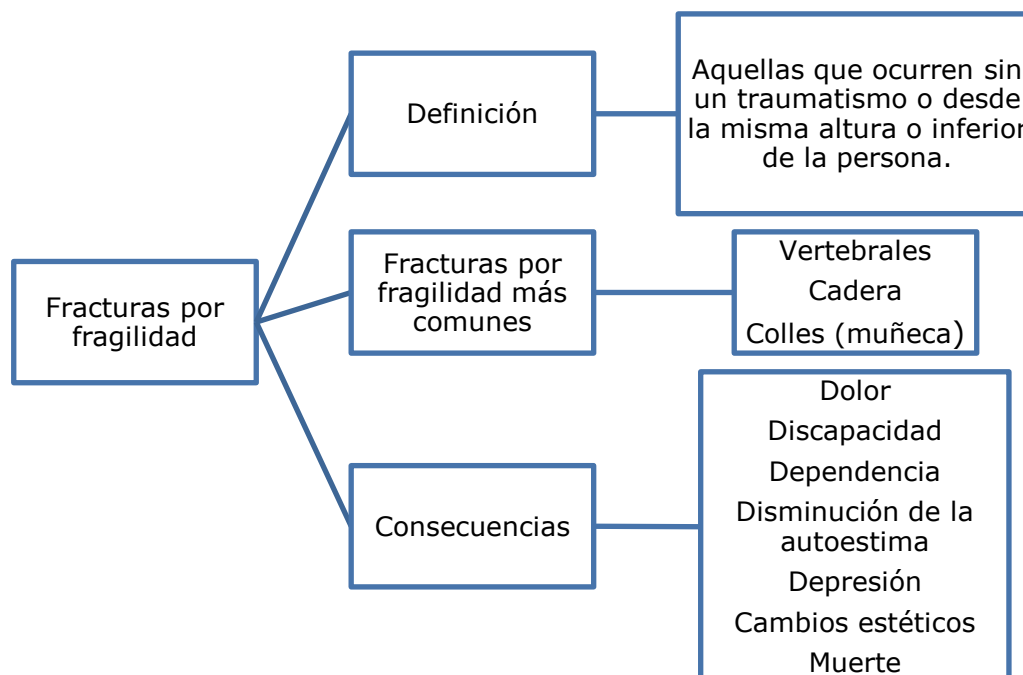 Fracturas por
fragilidad
Definición
Aquellas que ocurren sin
un traumatismo o desde
la misma altura o inferior
de la persona.
Fracturas por
fragilidad más
comunes
Vertebrales
Cadera
Colles (muñeca)
Consecuencias
Dolor
Discapacidad
Dependencia
Disminución de la
autoestima
Depresión
Cambios estéticos
Muerte